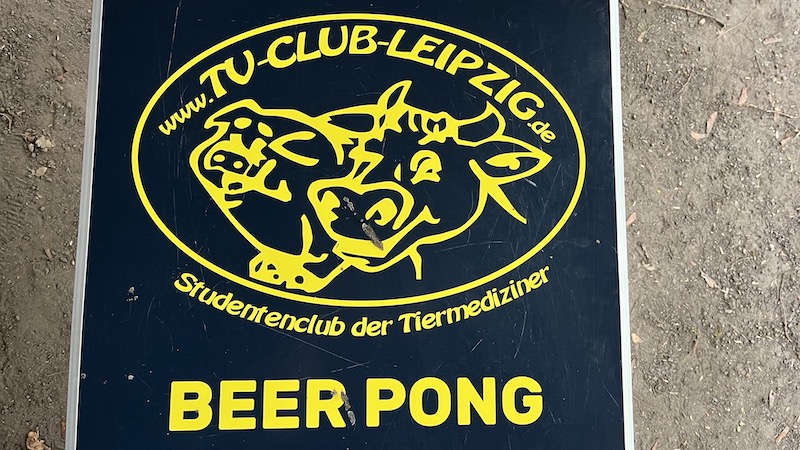 www.TV-CLUB-LEIPZIG.de
Studentenclub der Tiermediziner
BEER PONG